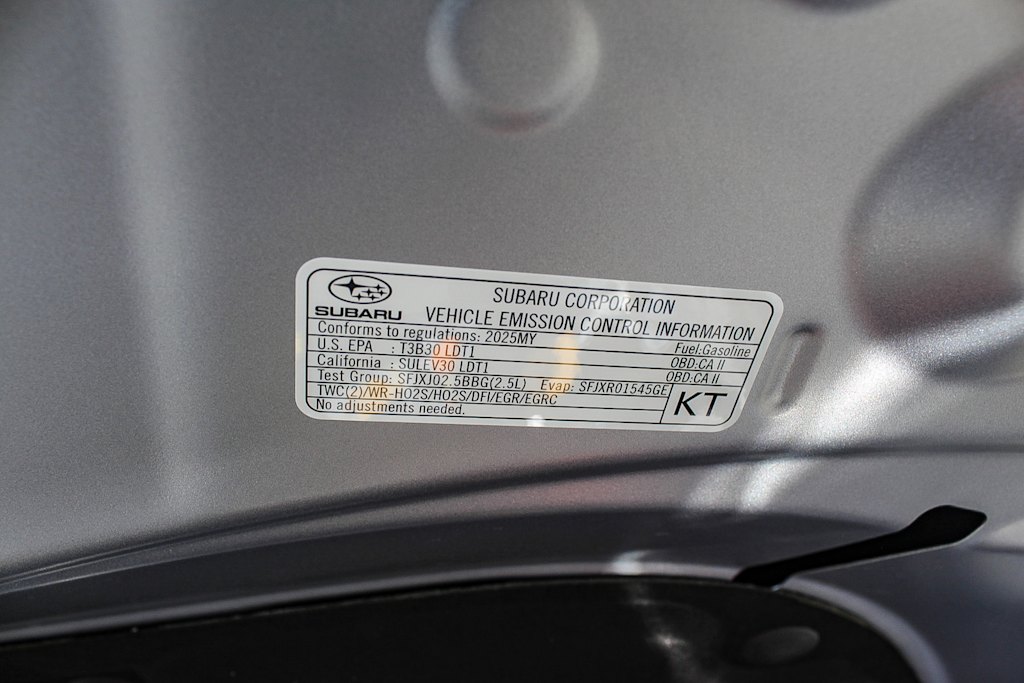 SUBARU
SUBARU CORPORATION
VEHICLE EMISSION CONTROL INFORMATION
Conforms to regulations: 2025MY Fuel:Gasoline
U.S. EPA : T3B30 LDT1 OBD:CA II
California : SULEV30 LDT1 OBD:CA II
Test Group: SFJXJ02.5BBG(2.5L) Evap: SFJXR01545GE
TWC(2)/WR-HO2S/HO2S/DFI/EGR/EGRC
No adjustments needed.
KT